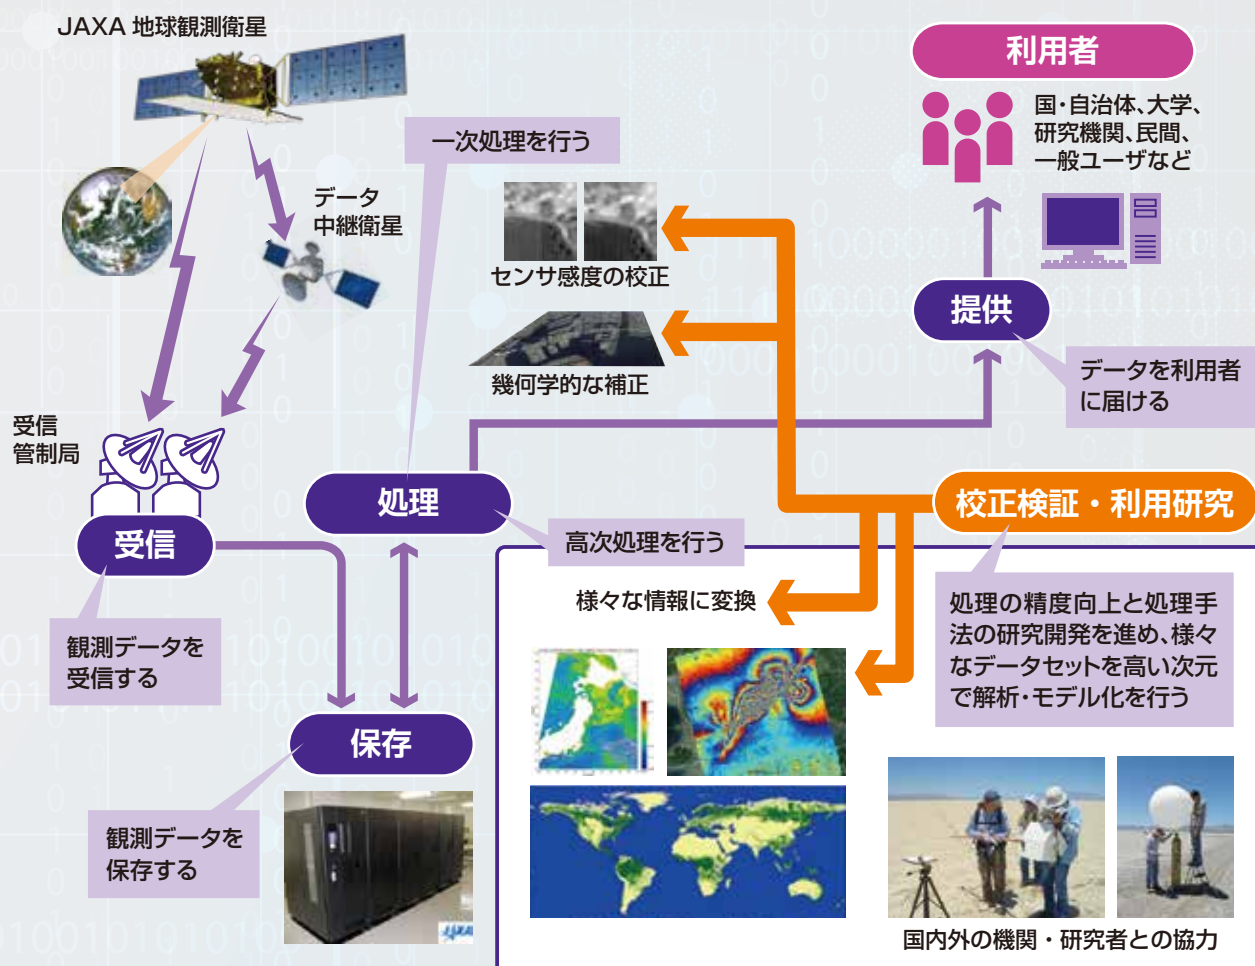 JAXA 地球観測衛星
データ
中継衛星
受信
管制局
受信
観測データを
受信する
保存
観測データを
保存する
JAXA
処理
一次処理を行う
センサ感度の校正
幾何学的な補正
高次処理を行う
様々な情報に変換
利用者
国・自治体、大学、
研究機関、民間、
一般ユーザなど
提供
データを利用者
に届ける
校正検証・利用研究
処理の精度向上と処理手
法の研究開発を進め、様々
なデータセットを高い次元
で解析・モデル化を行う
国内外の機関・研究者との協力